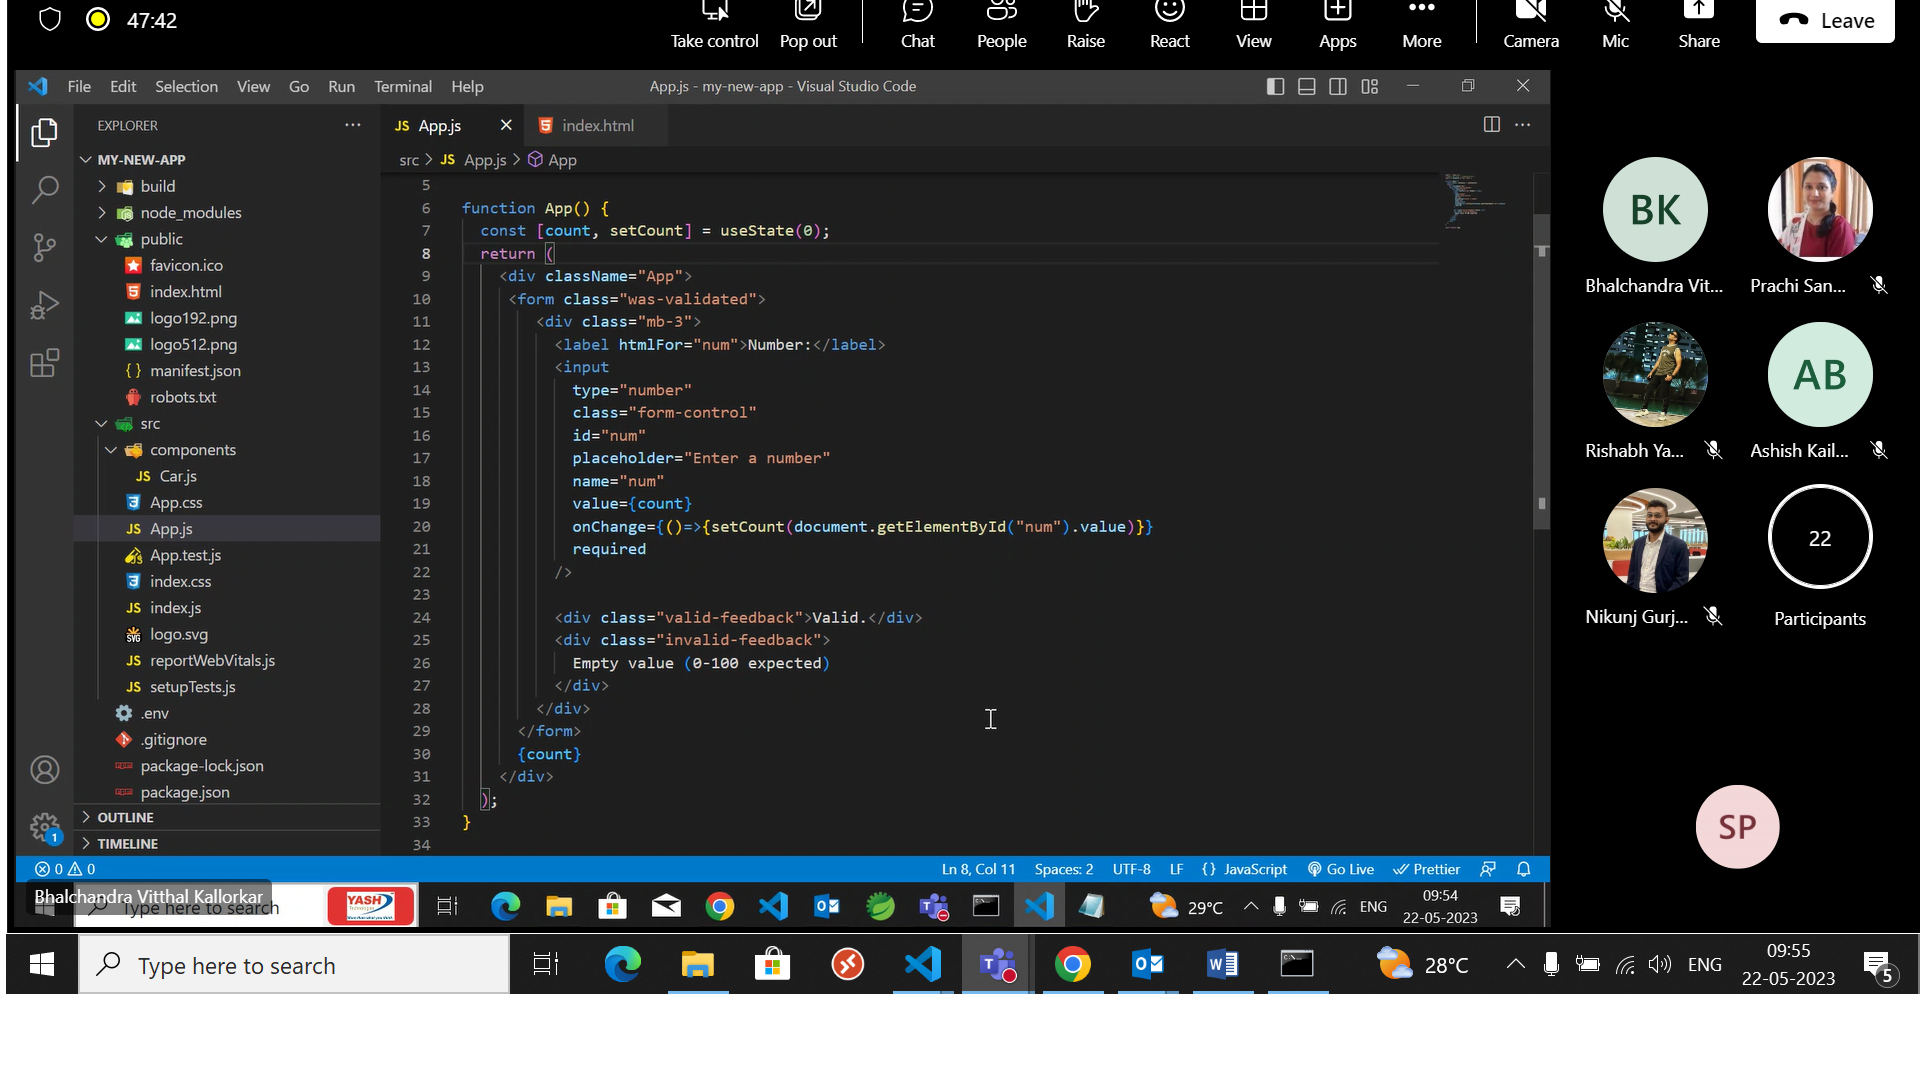 47:42
Take control
Pop out
Chat
People
Raise
React
View
Apps
More
Camera
Mic
Share
Leave
File Edit Selection View Go Run Terminal Help
App.js - my-new-app - Visual Studio Code
EXPLORER
MY-NEW-APP
build
node_modules
public
favicon.ico
index.html
logo192.png
logo512.png
manifest.json
robots.txt
src
components
JS Car.js
App.css
JS App.js
App.test.js
index.css
JS index.js
logo.svg
JS reportWebVitals.js
JS setupTests.js
.env
.gitignore
package-lock.json
package.json
OUTLINE
TIMELINE
JS App.js
index.html
src > JS App.js > App
5
6 function App() {
7 const [count, setCount] = useState(0);
8 return (
9 <div className="App">
10 <form class="was-validated">
11 <div class="mb-3">
12 <label htmlFor="num">Number:</label>
13 <input
14 type="number"
15 class="form-control"
16 id="num"
17 placeholder="Enter a number"
18 name="num"
19 value={count}
20 onChange={()=>{setCount(document.getElementById("num").value)}}
21 required
22 />
23
24 <div class="valid-feedback">Valid.</div>
25 <div class="invalid-feedback">
26 Empty value (0-100 expected)
27 </div>
28 </div>
29 </form>
30 {count}
31 </div>
32 );
33 }
34
1
0 0
Ln 8, Col 11 Spaces: 2 UTF-8 LF {} JavaScript Go Live Prettier
Bhalchandra Vitthal Kallorkar
Type here to search
YASH
29°C
ENG
09:54
22-05-2023
BK
Bhalchandra Vit...
Prachi San...
Rishabh Ya...
AB
Ashish Kail...
Nikunj Gurj...
22
Participants
SP
Type here to search
28°C
ENG
09:55
22-05-2023
5